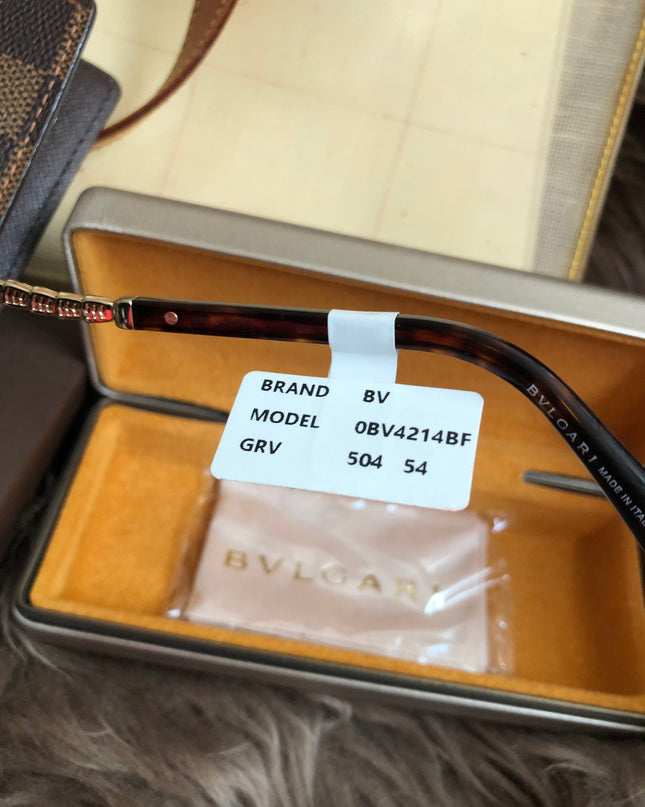 BRAND BV
MODEL 0BV4214BF
GRV 504 54
BVLGARI MADE IN ITA
BVLGARI